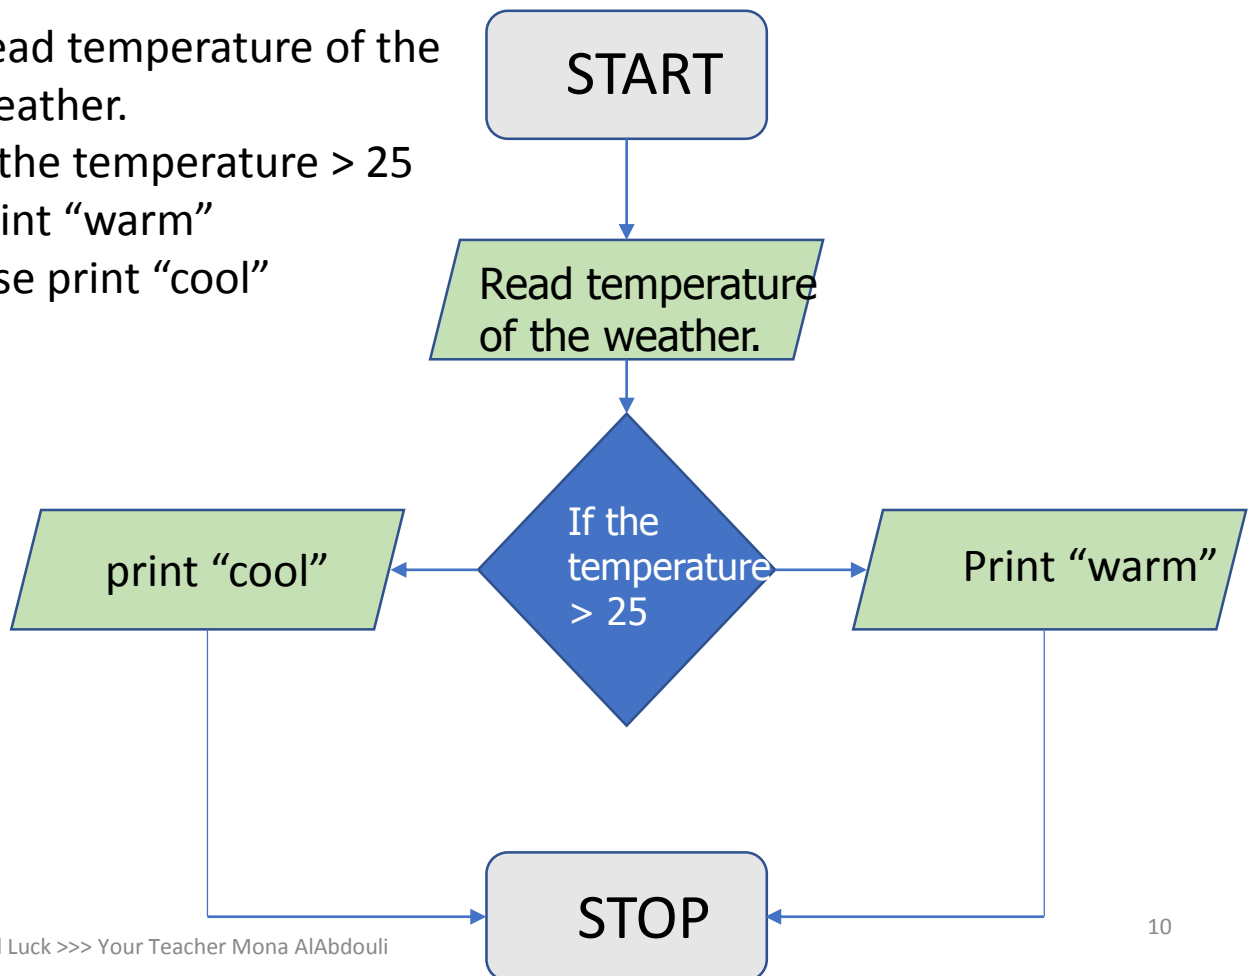 ead temperature of the
eather.
the temperature > 25
int “warm”
se print “cool”
START
Read temperature
of the weather.
If the
temperature
> 25
print “cool”
Print “warm”
STOP
Luck >>> Your Teacher Mona AlAbdouli
10